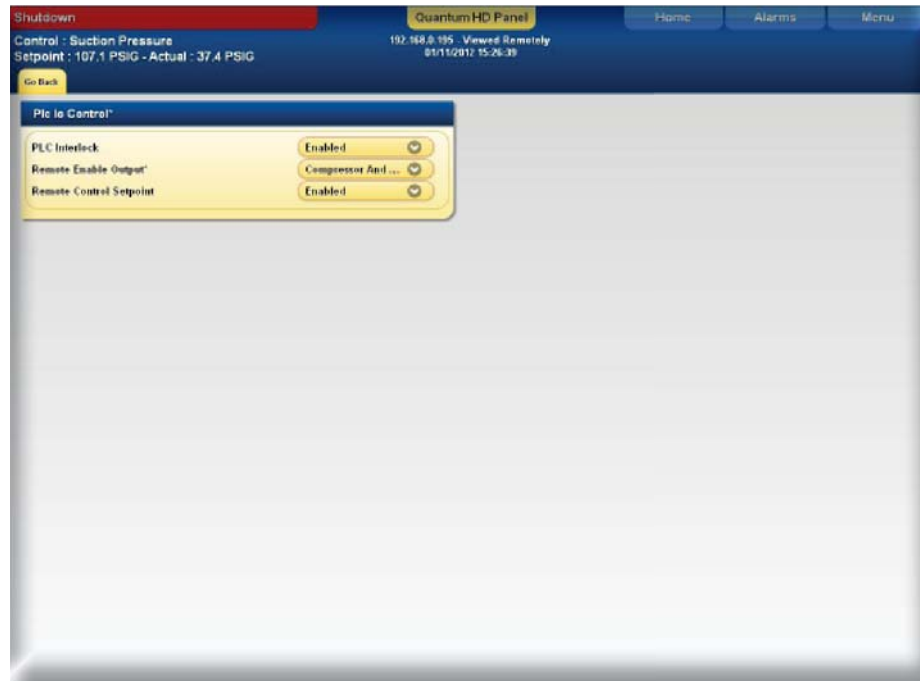 Shutdown
Quantum HD Panel
Home
Alarms
Menu
Control : Suction Pressure
192.168.0.195 - Viewed Remotely
Setpoint : 107.1 PSIG - Actual : 37.4 PSIG
01/11/2012 15:26:39
Go Back
Plc Io Control*
PLC Interlock
Enabled
Remote Enable Output*
Compressor And ...
Remote Control Setpoint
Enabled